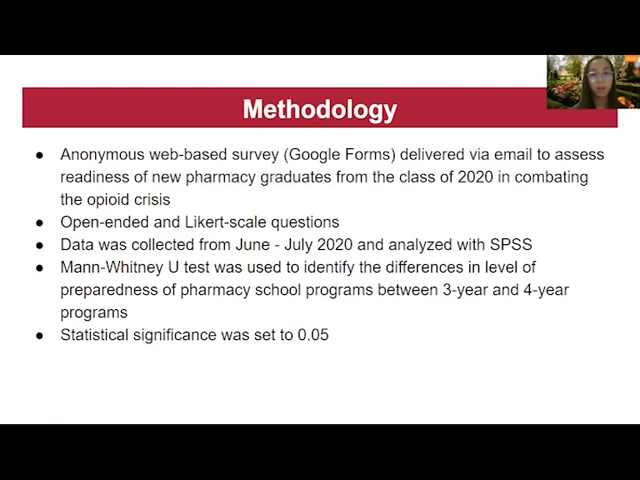 Methodology
● Anonymous web-based survey (Google Forms) delivered via email to assess
readiness of new pharmacy graduates from the class of 2020 in combating
the opioid crisis
● Open-ended and Likert-scale questions
● Data was collected from June - July 2020 and analyzed with SPSS
● Mann-Whitney U test was used to identify the differences in level of
preparedness of pharmacy school programs between 3-year and 4-year
programs
● Statistical significance was set to 0.05